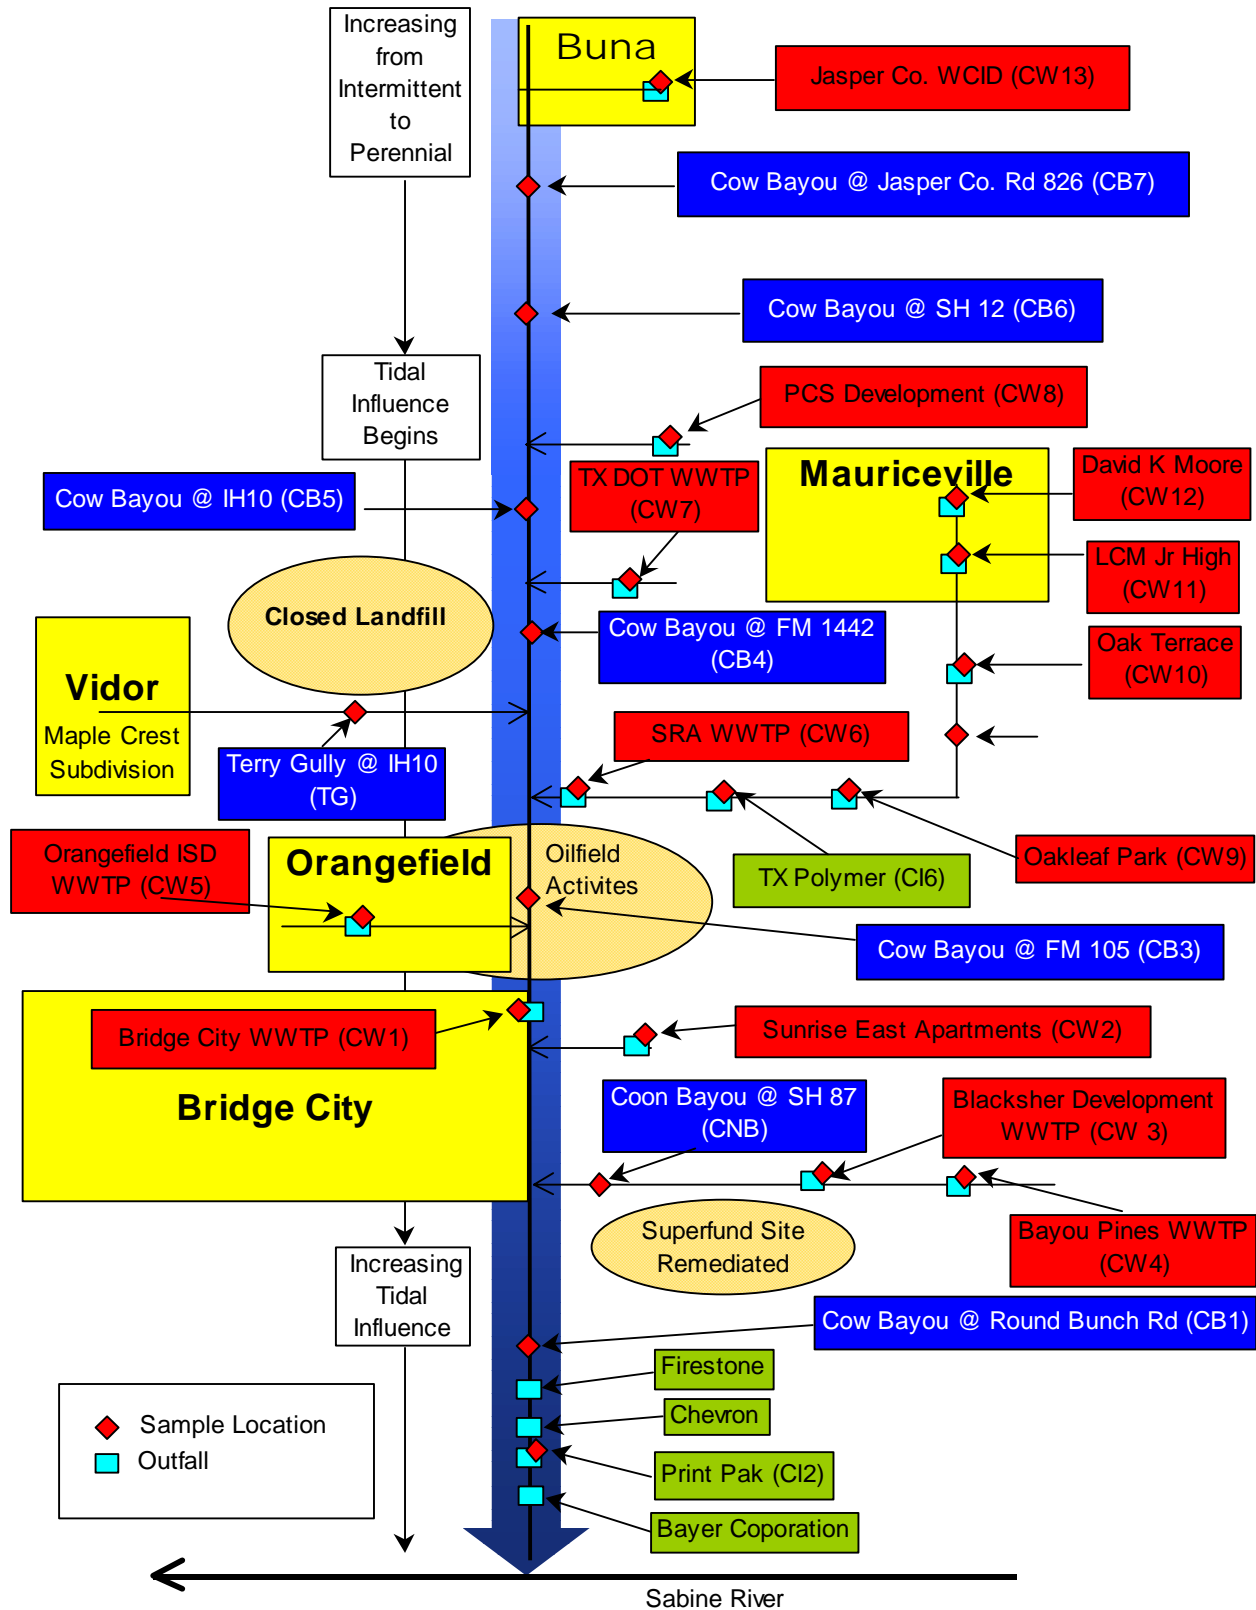 Increasing
from
Intermittent
to
Perennial
Buna
Jasper Co. WCID (CW13)
Cow Bayou @ Jasper Co. Rd 826 (CB7)
Cow Bayou @ SH 12 (CB6)
Tidal
Influence
Begins
PCS Development (CW8)
Cow Bayou @ IH10 (CB5)
TX DOT WWTP
(CW7)
Mauriceville
David K Moore
(CW12)
LCM Jr High
(CW11)
Closed Landfill
Cow Bayou @ FM 1442
(CB4)
Oak Terrace
(CW10)
Vidor
Maple Crest
Subdivision
Terry Gully @ IH10
(TG)
SRA WWTP (CW6)
Orangefield ISD
WWTP (CW5)
Orangefield
Oilfield
Activites
TX Polymer (CI6)
Oakleaf Park (CW9)
Cow Bayou @ FM 105 (CB3)
Bridge City WWTP (CW1)
Sunrise East Apartments (CW2)
Bridge City
Coon Bayou @ SH 87
(CNB)
Blacksher Development
WWTP (CW 3)
Superfund Site
Remediated
Bayou Pines WWTP
(CW4)
Increasing
Tidal
Influence
Cow Bayou @ Round Bunch Rd (CB1)
Firestone
Chevron
Print Pak (CI2)
Bayer Coporation
Sample Location
Outfall
Sabine River